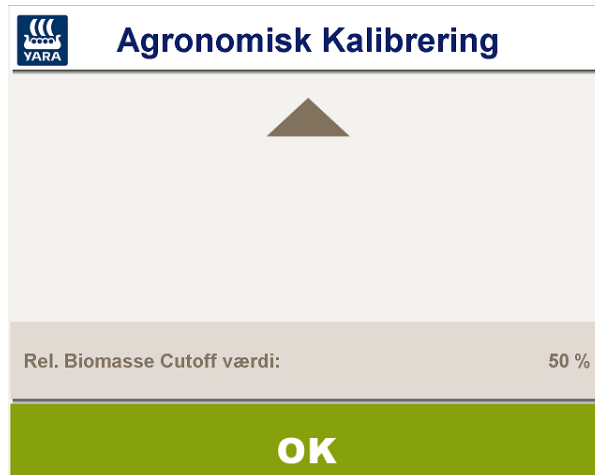 YARA
Agronomisk Kalibrering
Rel. Biomasse Cutoff værdi: 50 %
OK